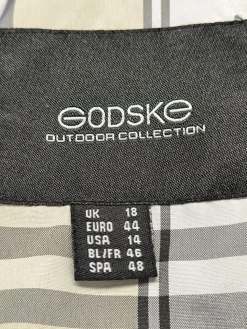 GODSKE
OUTDOOR COLLECTION
UK 18
EURO 44
USA 14
BL/FR 46
SPA 48